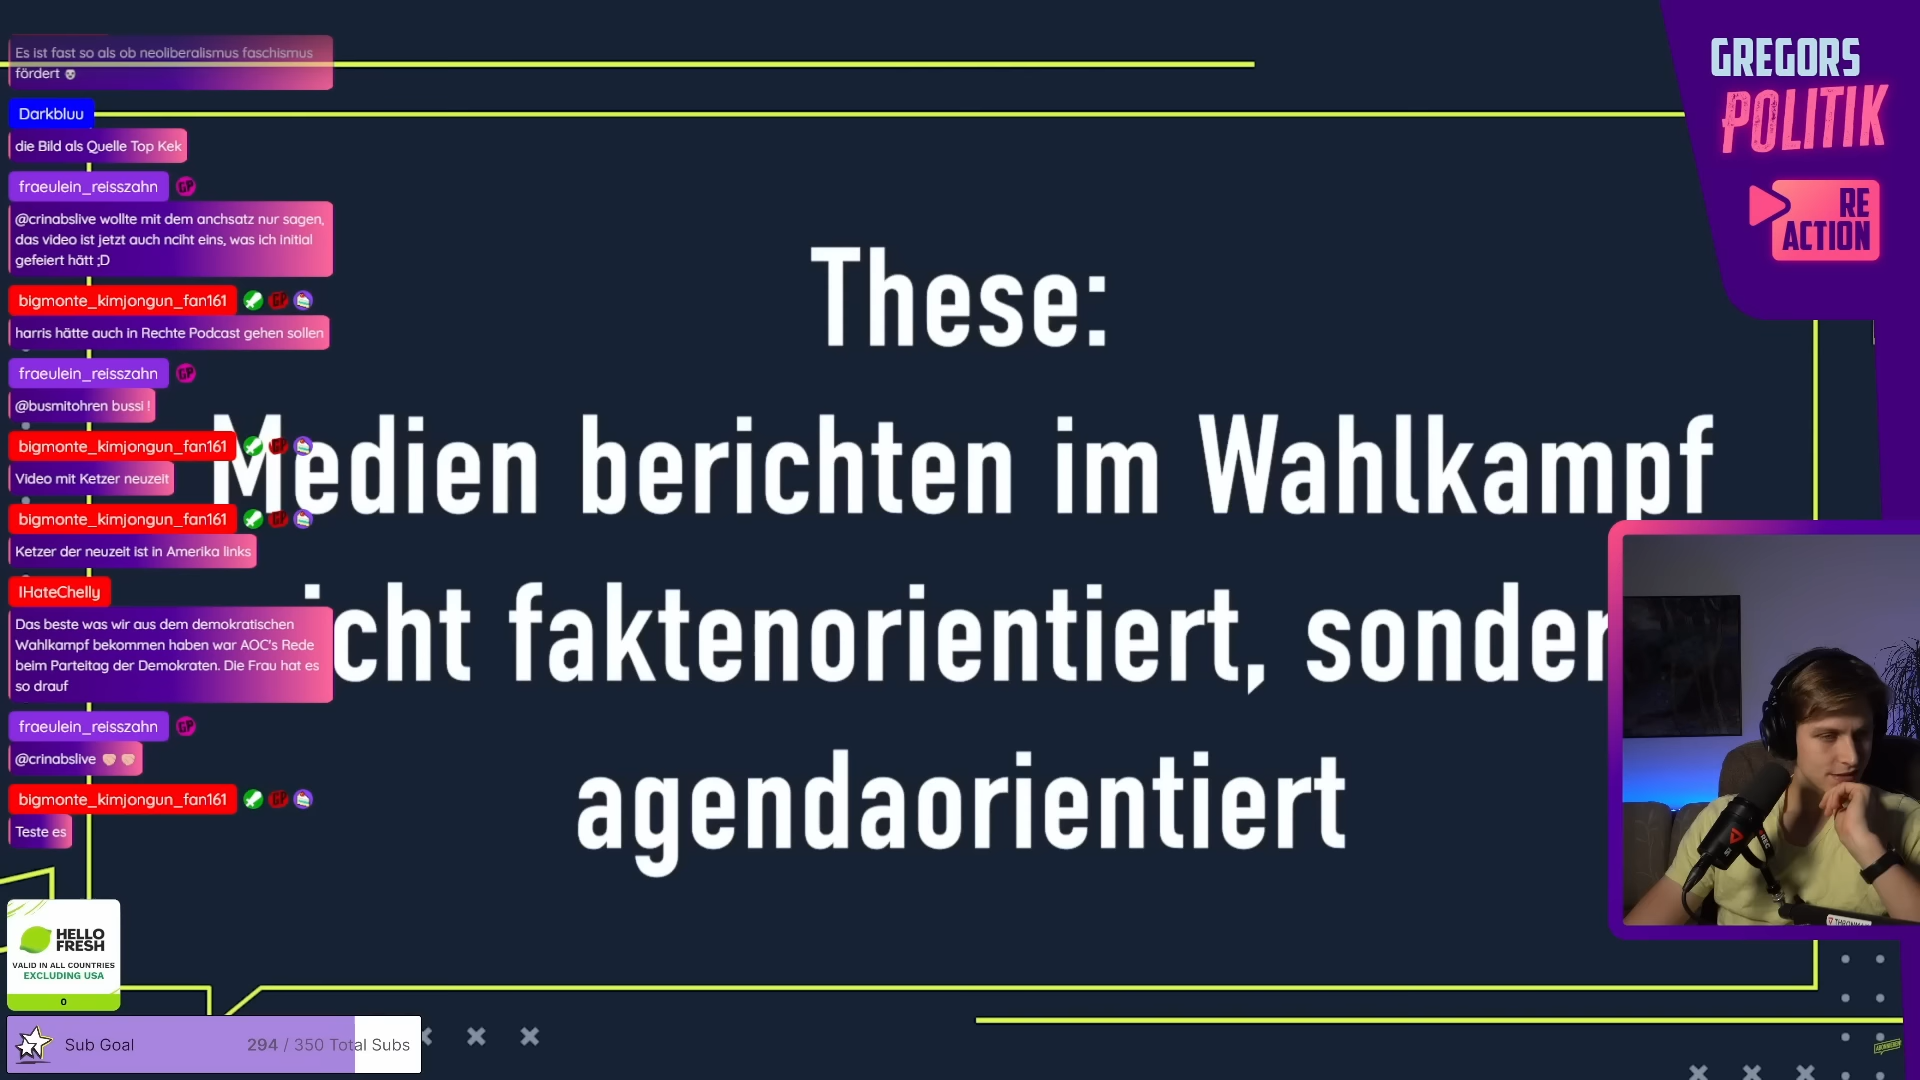 Es ist fast so als ob neoliberalismus faschismus
fördert
Darkbluu
die Bild als Quelle Top Kek
fraeulein_reisszahn
@crinabslive wollte mit dem anchsatz nur sagen,
das video ist jetzt auch nciht eins, was ich initial
gefeiert hätt ;D
bigmonte_kimjongun_fan161
harris hätte auch in Rechte Podcast gehen sollen
fraeulein_reisszahn
@busmitohren bussi !
bigmonte_kimjongun_fan161
Video mit Ketzer neuzeit
bigmonte_kimjongun_fan161
Ketzer der neuzeit ist in Amerika links
IHateChelly
Das beste was wir aus dem demokratischen
Wahlkampf bekommen haben war AOC's Rede
beim Parteitag der Demokraten. Die Frau hat es
so drauf
fraeulein_reisszahn
@crinabslive
bigmonte_kimjongun_fan161
Teste es
These:
Medien berichten im Wahlkampf
icht faktenorientiert, sonder
agendaorientiert
GREGORS
POLITIK
RE
ACTION
HELLO
FRESH
VALID IN ALL COUNTRIES
EXCLUDING USA
0
Sub Goal 294 / 350 Total Subs